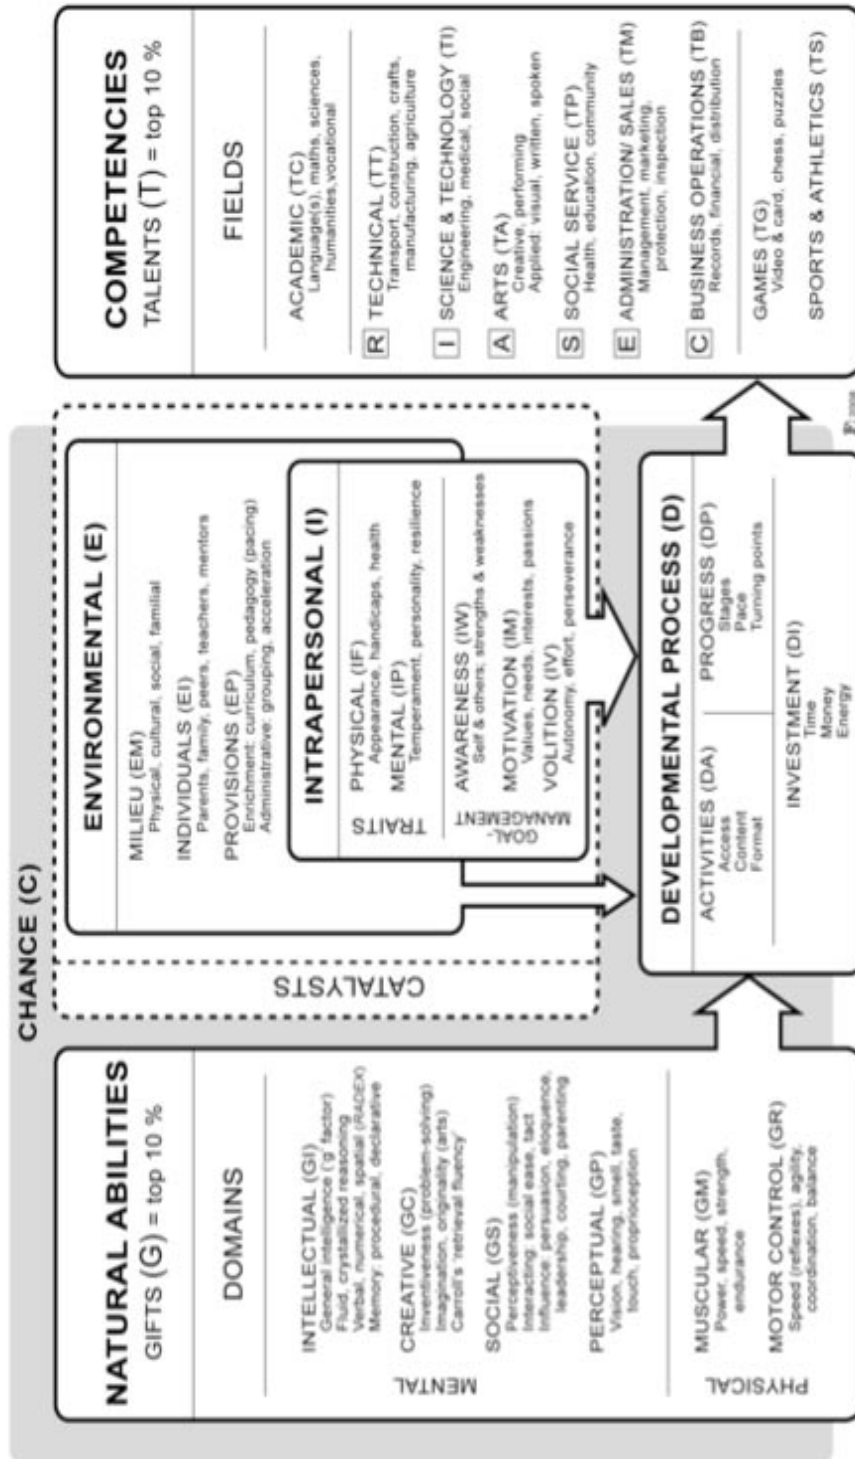 CHANCE (C)
NATURAL ABILITIES
GIFTS (G) = top 10 %
DOMAINS
MENTAL
INTELLECTUAL (GI)
General intelligence ('g' factor)
Fluid, crystallized reasoning
Verbal, numerical, spatial (RADEX)
Memory: procedural, declarative
CREATIVE (GC)
Inventiveness (problem-solving)
Imagination, originality (arts)
Carroll's 'retrieval fluency'
SOCIAL (GS)
Perceptiveness (manipulation)
Interacting: social ease, tact
Influence: persuasion, eloquence,
leadership, courting, parenting
PERCEPTUAL (GP)
Vision, hearing, smell, taste,
touch, proprioception
PHYSICAL
MUSCULAR (GM)
Power, speed, strength,
endurance
MOTOR CONTROL (GR)
Speed (reflexes), agility,
coordination, balance
CATALYSTS
ENVIRONMENTAL (E)
MILIEU (EM)
Physical, cultural, social, familial
INDIVIDUALS (EI)
Parents, family, peers, teachers, mentors
PROVISIONS (EP)
Enrichment: curriculum, pedagogy (pacing)
Administrative: grouping, acceleration
INTRAPERSONAL (I)
TRAITS
PHYSICAL (IF)
Appearance, handicaps, health
MENTAL (IP)
Temperament, personality, resilience
GOAL-
MANAGEMENT
AWARENESS (IW)
Self & others; strengths & weaknesses
MOTIVATION (IM)
Values, needs, interests, passions
VOLITION (IV)
Autonomy, effort, perseverance
DEVELOPMENTAL PROCESS (D)
ACTIVITIES (DA)
Access
Content
Format
PROGRESS (DP)
Stages
Pace
Turning points
INVESTMENT (DI)
Time
Money
Energy
COMPETENCIES
TALENTS (T) = top 10 %
FIELDS
ACADEMIC (TC)
Language(s), maths, sciences,
humanities,vocational
R TECHNICAL (TT)
Transport, construction, crafts,
manufacturing, agriculture
I SCIENCE & TECHNOLOGY (TI)
Engineering, medical, social
A ARTS (TA)
Creative, performing
Applied: visual, written, spoken
S SOCIAL SERVICE (TP)
Health, education, community
E ADMINISTRATION/ SALES (TM)
Management, marketing,
protection, inspection
C BUSINESS OPERATIONS (TB)
Records, financial, distribution
GAMES (TG)
Video & card, chess, puzzles
SPORTS & ATHLETICS (TS)